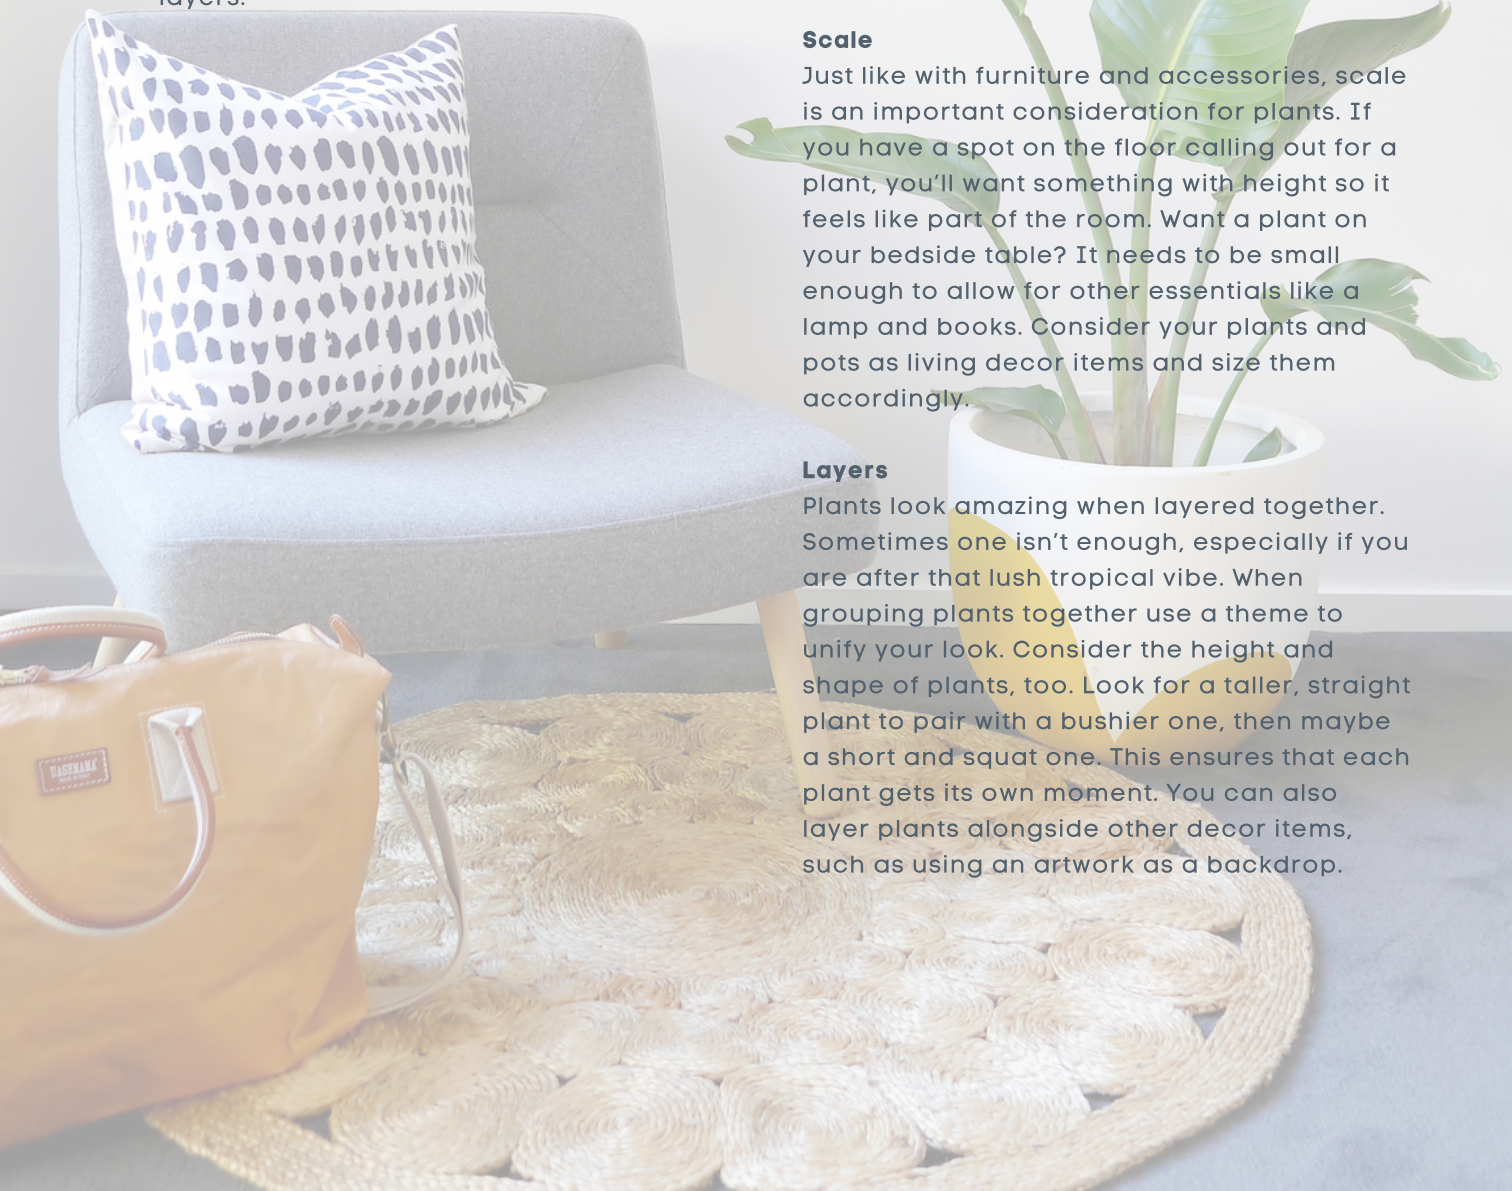 layers.
Scale
Just like with furniture and accessories, scale
is an important consideration for plants. If
you have a spot on the floor calling out for a
plant, you’ll want something with height so it
feels like part of the room. Want a plant on
your bedside table? It needs to be small
enough to allow for other essentials like a
lamp and books. Consider your plants and
pots as living decor items and size them
accordingly.
Layers
Plants look amazing when layered together.
Sometimes one isn’t enough, especially if you
are after that lush tropical vibe. When
grouping plants together use a theme to
unify your look. Consider the height and
shape of plants, too. Look for a taller, straight
plant to pair with a bushier one, then maybe
a short and squat one. This ensures that each
plant gets its own moment. You can also
layer plants alongside other decor items,
such as using an artwork as a backdrop.
UASHMAMA